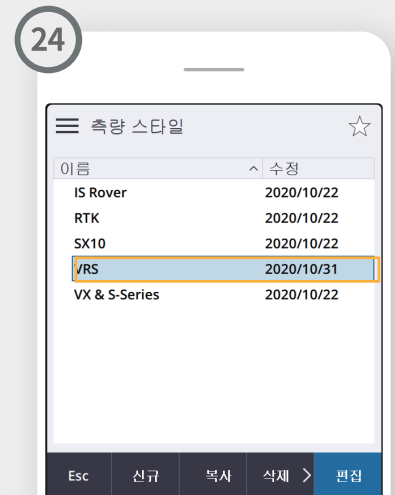 24
측량 스타일
이름 수정
IS Rover 2020/10/22
RTK 2020/10/22
SX10 2020/10/22
VRS 2020/10/31
VX & S-Series 2020/10/22
Esc 신규 복사 삭제 편집